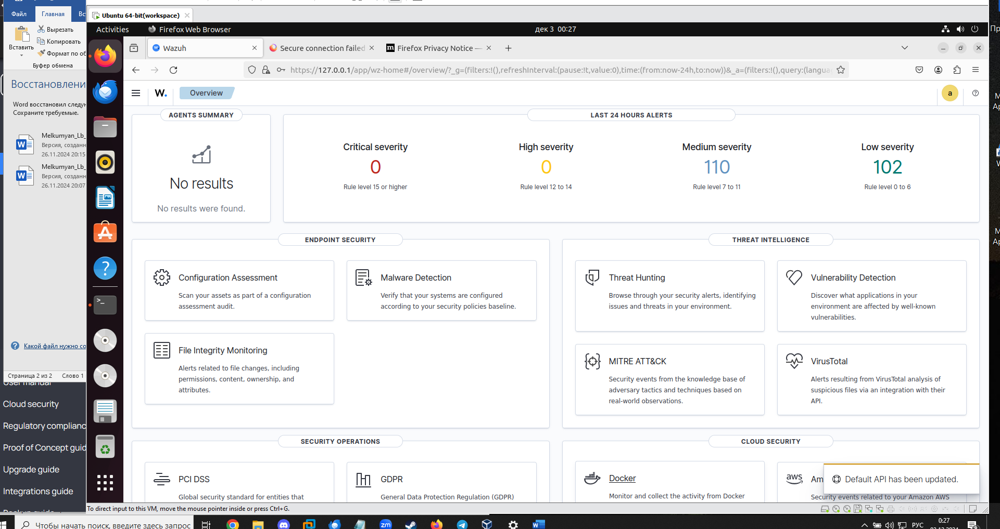 Файл
Главная
Вс
Вырезать
Копировать
Вставить
Формат по об
Буфер обмена
Восстановлени
Word восстановил следун
Сохраните требуемые.
Melkumyan_Lb_
Версия, созданн
26.11.2024 20:15
Melkumyan_Lb_
Версия, созданн
26.11.2024 20:07
Какой файл нужно со
Страница 2 из 2
Слово 1
User manual
Cloud security
Regulatory complianc
Proof of Concept guid
Upgrade guide
Integrations guide
Ubuntu 64-bit(workspace)
Activities
Firefox Web Browser
дек 3 00:27
Wazuh
Secure connection failed
Firefox Privacy Notice —
https://127.0.0.1/app/wz-home#/overview/?_g=(filters:!(),refreshInterval:(pause:!t,value:0),time:(from:now-24h,to:now))&_a=(filters:!(),query:(langua
W.
Overview
a
AGENTS SUMMARY
No results
No results were found.
LAST 24 HOURS ALERTS
Critical severity
0
Rule level 15 or higher
High severity
0
Rule level 12 to 14
Medium severity
110
Rule level 7 to 11
Low severity
102
Rule level 0 to 6
ENDPOINT SECURITY
Configuration Assessment
Scan your assets as part of a configuration
assessment audit.
Malware Detection
Verify that your systems are configured
according to your security policies baseline.
File Integrity Monitoring
Alerts related to file changes, including
permissions, content, ownership, and
attributes.
THREAT INTELLIGENCE
Threat Hunting
Browse through your security alerts, identifying
issues and threats in your environment.
Vulnerability Detection
Discover what applications in your
environment are affected by well-known
vulnerabilities.
MITRE ATT&CK
Security events from the knowledge base of
adversary tactics and techniques based on
real-world observations.
VirusTotal
Alerts resulting from VirusTotal analysis of
suspicious files via an integration with their
API.
SECURITY OPERATIONS
PCI DSS
Global security standard for entities that
GDPR
General Data Protection Regulation (GDPR)
CLOUD SECURITY
Docker
Monitor and collect the activity from Docker
aws
Am
Security events related to your Amazon AWS
Default API has been updated.
To direct input to this VM, move the mouse pointer inside or press Ctrl+G.
Чтобы начать поиск, введите здесь запрос
zm
РУС
0:27